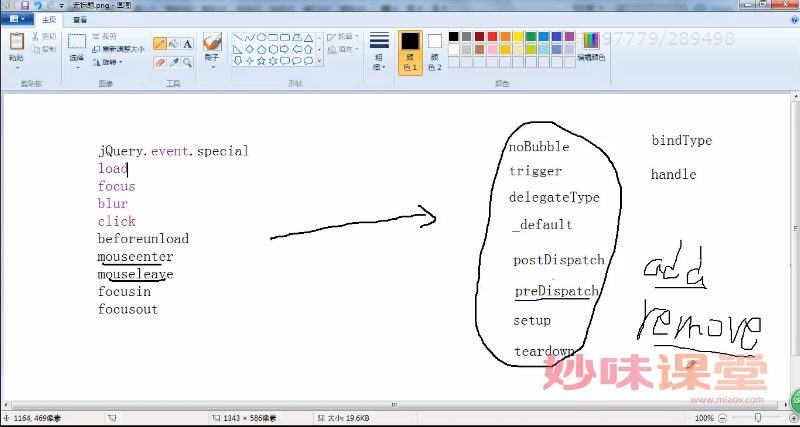 无标题.png - 画图
主页 查看
粘贴
剪切
复制
剪贴板
选择
裁剪
重新调整大小
旋转
图像
A
工具
刷子
形状
轮廓
填充
粗细
颜色 1
颜色 2
颜色
编辑颜色
97779/289498
jQuery.event.special
load
focus
blur
click
beforeunload
mouseenter
mouseleave
focusin
focusout
noBubble
trigger
delegateType
_default
postDispatch
preDispatch
setup
teardown
bindType
handle
add
remove
妙味课堂
www.miaov.com
1164, 469像素
1343 × 586像素
大小: 19.6KB
100%